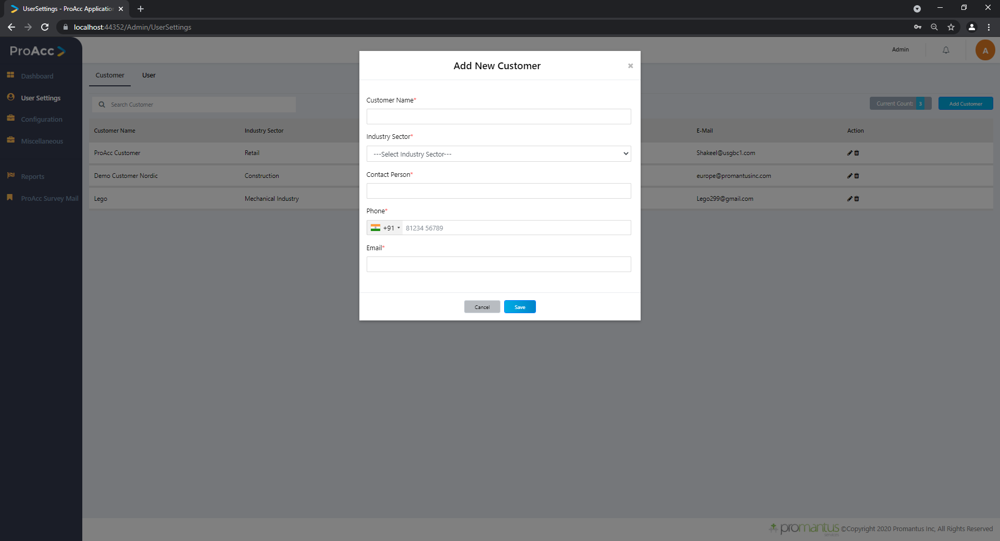 UserSettings - ProAcc Applicatio
localhost:44352/Admin/UserSettings
ProAcc
Admin
A
Dashboard
User Settings
Configuration
Miscellaneous
Reports
ProAcc Survey Mail
Customer User
Search Customer
Current Count: 3
Add Customer
Customer Name Industry Sector E-Mail Action
ProAcc Customer Retail Shakeel@usgbc1.com
Demo Customer Nordic Construction europe@promantusinc.com
Lego Mechanical Industry Lego299@gmail.com
Add New Customer
Customer Name*
Industry Sector*
---Select Industry Sector---
Contact Person*
Phone*
+91 81234 56789
Email*
Cancel Save
promantus
services
©Copyright 2020 Promantus Inc, All Rights Reserved